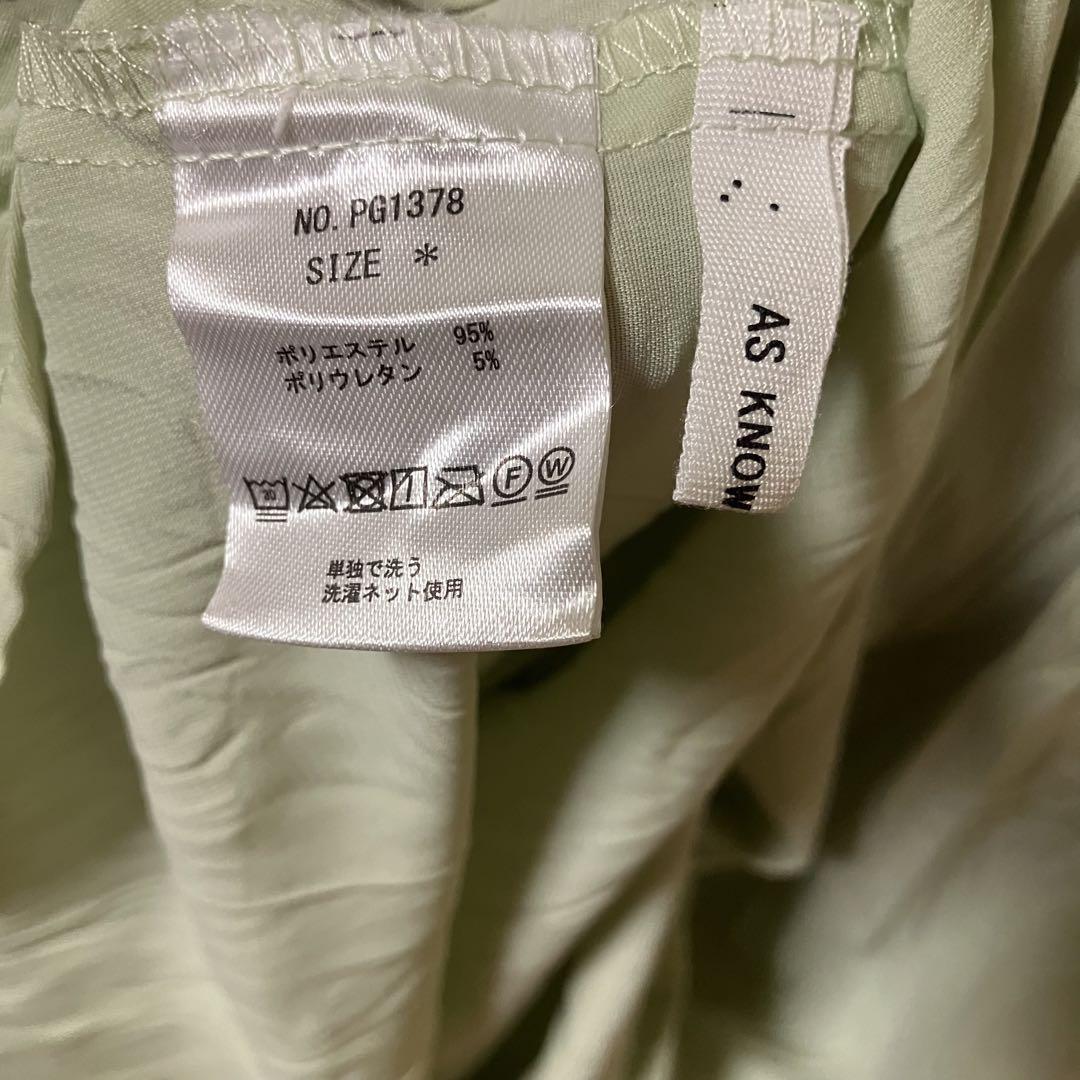 NO. PG1378
SIZE *
ポリエステル 95%
ポリウレタン 5%
30
F W
単独で洗う
洗濯ネット使用
AS KNOW